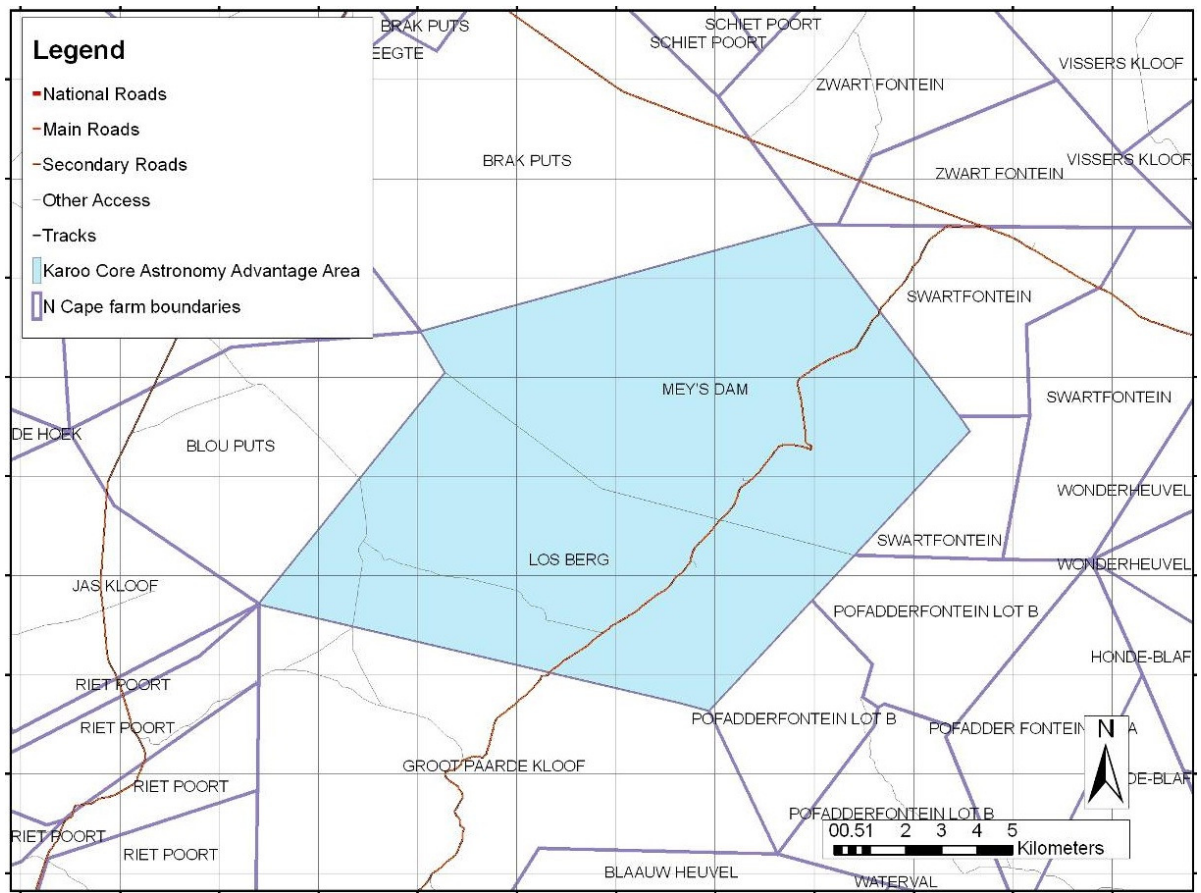 Legend
National Roads
Main Roads
Secondary Roads
Other Access
Tracks
Karoo Core Astronomy Advantage Area
N Cape farm boundaries
BRAK PUTS
EEGTE
SCHIET POORT
SCHIET POORT
ZWART FONTEIN
VISSERS KLOOF
BRAK PUTS
VISSERS KLOOF
ZWART FONTEIN
SWARTFONTEIN
MEY'S DAM
SWARTFONTEIN
DE HOEK
BLOU PUTS
WONDERHEUVEL
SWARTFONTEIN
LOS BERG
WONDERHEUVEL
JAS KLOOF
POFADDERFONTEIN LOT B
HONDE-BLAF
RIET POORT
RIET POORT
POFADDERFONTEIN LOT B
POFADDER FONTEIN A
N
GROOT PAARDE KLOOF
DE-BLAF
RIET POORT
POFADDERFONTEIN LOT B
RIET POORT
00.51 2 3 4 5
Kilometers
RIET POORT
BLAAUW HEUVEL
WATERVAL